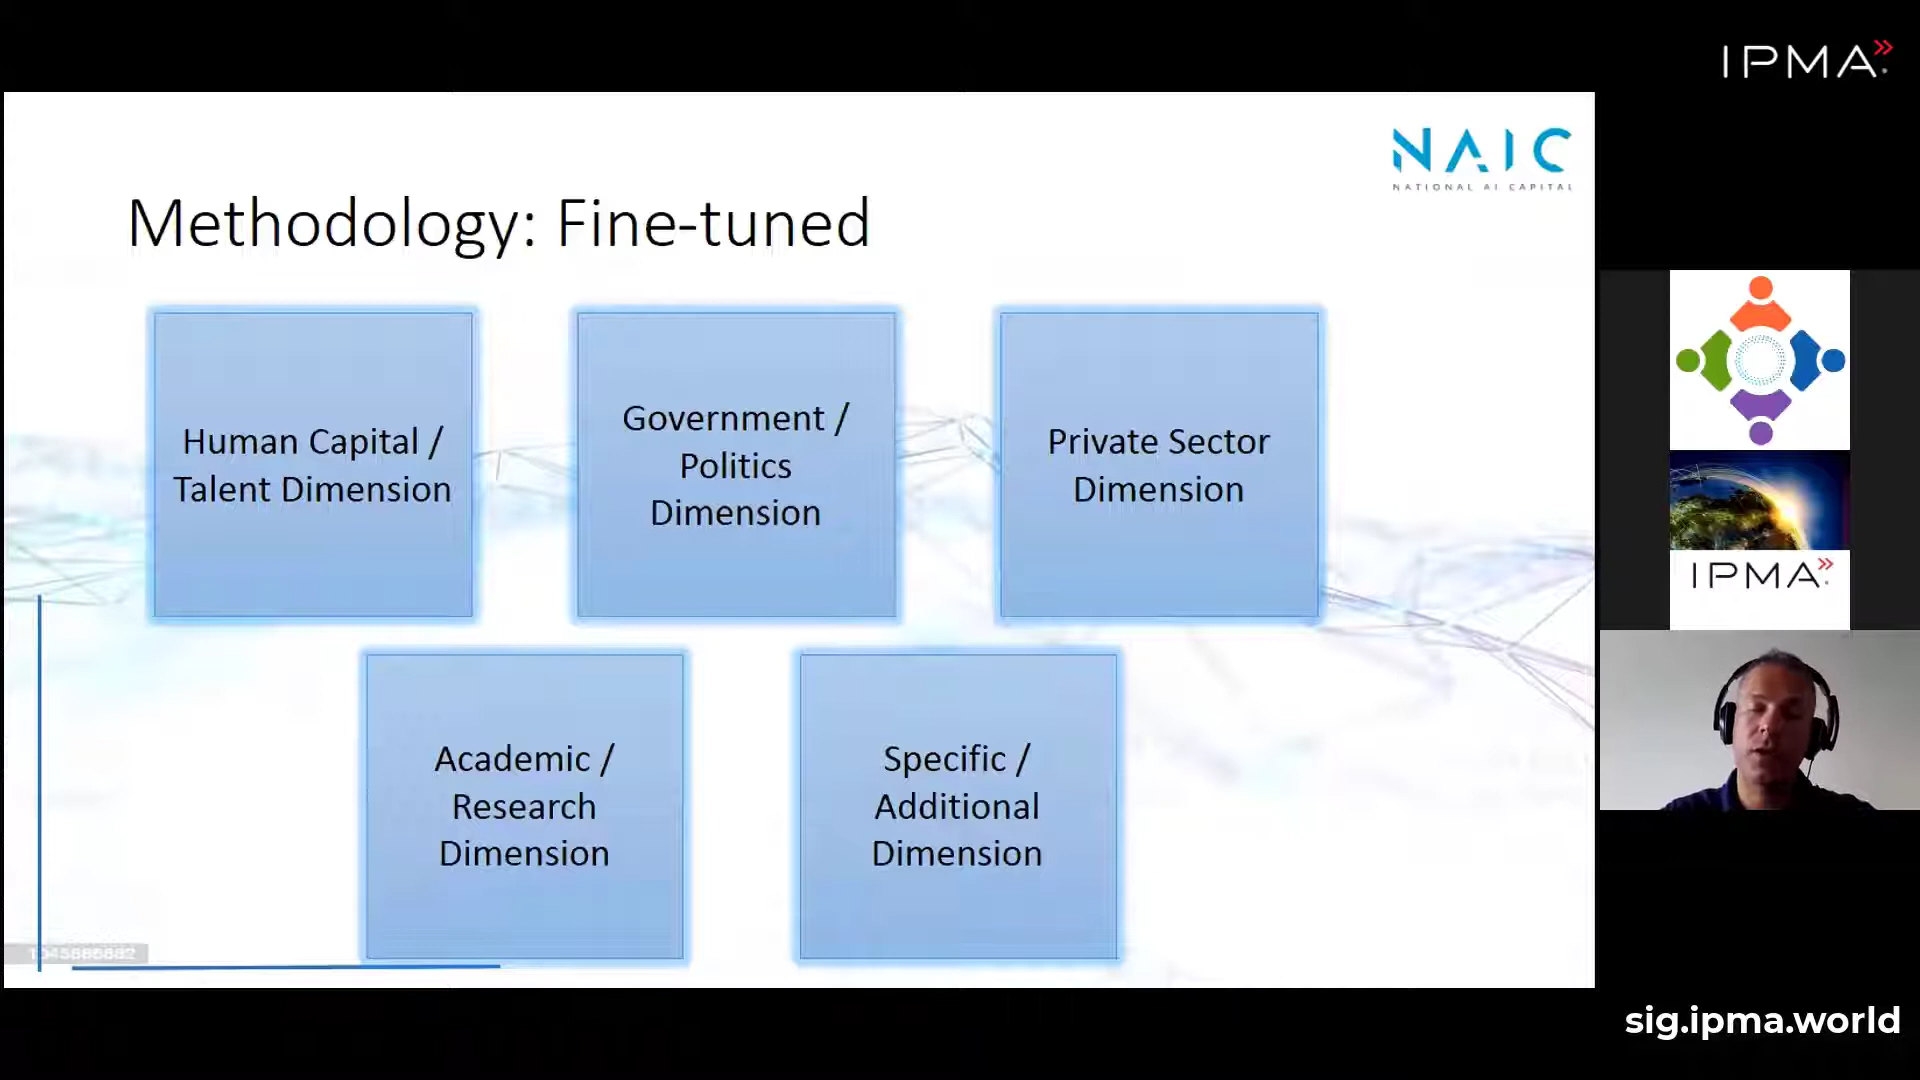 IPMA
NAIC
NATIONAL AI CAPITAL
Methodology: Fine-tuned
Human Capital /
Talent Dimension
Government /
Politics
Dimension
Private Sector
Dimension
Academic /
Research
Dimension
Specific /
Additional
Dimension
IPMA
sig.ipma.world